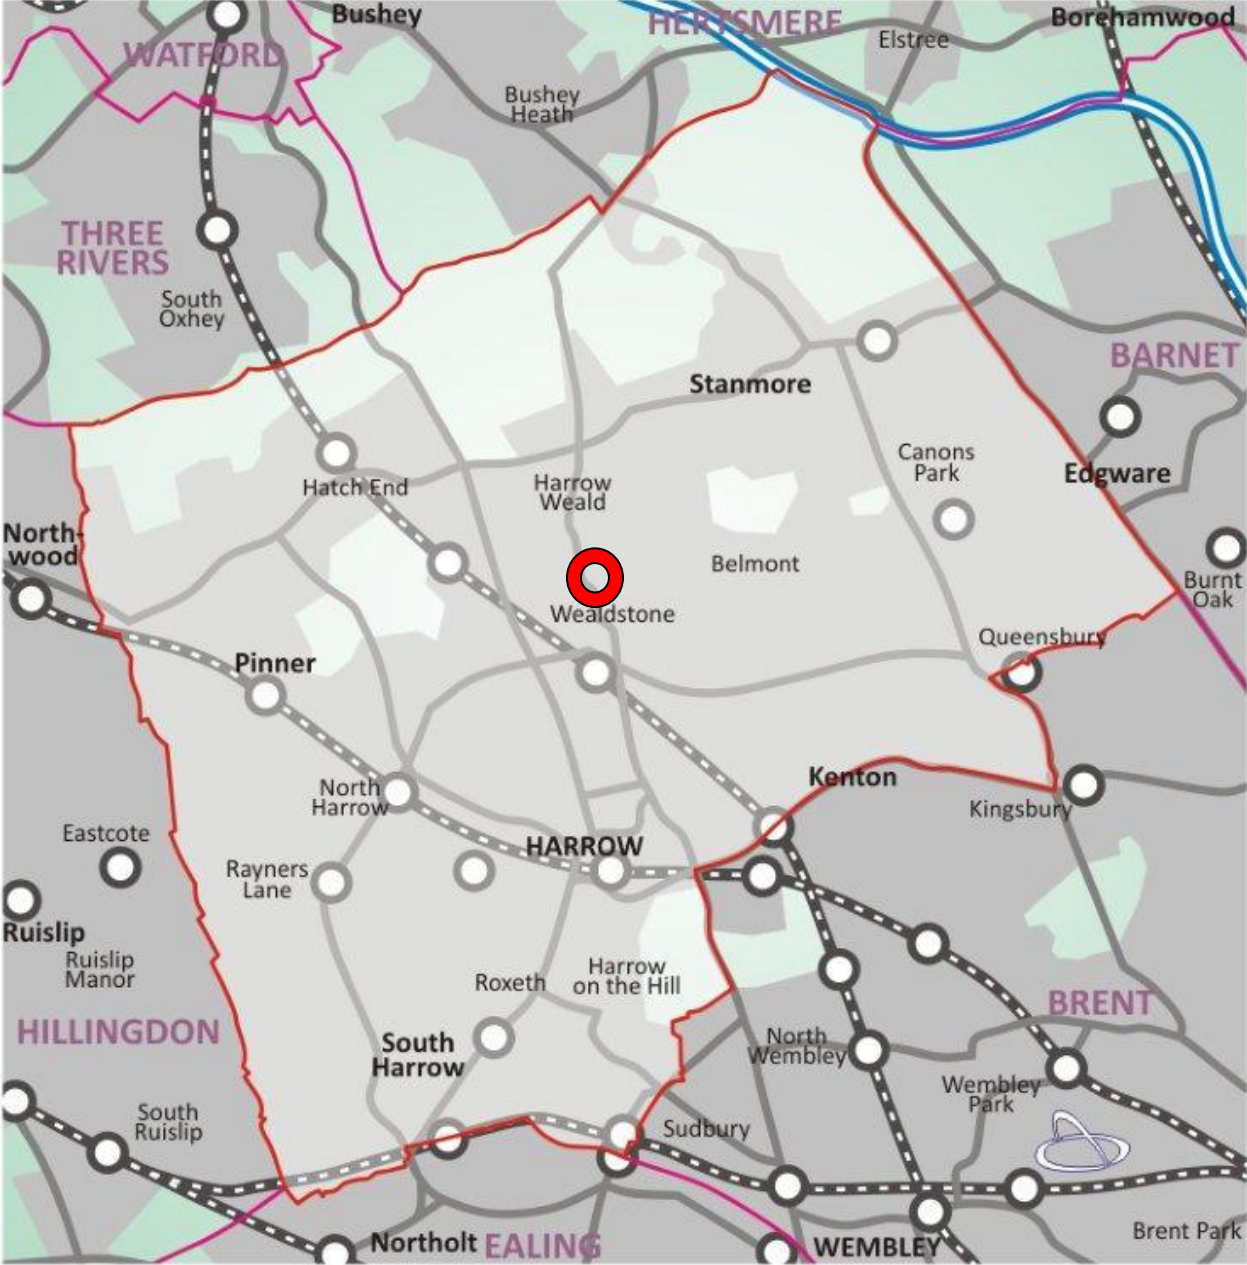 Bushey
HERTSMERE
Borehamwood
WATFORD
Elstree
Bushey
Heath
THREE
RIVERS
South
Oxhey
BARNET
Stanmore
Canons
Park
Edgware
Hatch End
Harrow
Weald
North-
wood
Belmont
Burnt
Oak
Wealdstone
Queensbury
Pinner
Kenton
North
Harrow
Kingsbury
Eastcote
HARROW
Rayners
Lane
Ruislip
Ruislip
Manor
Roxeth
Harrow
on the Hill
BRENT
HILLINGDON
South
Harrow
North
Wembley
Wembley
Park
South
Ruislip
Sudbury
Northolt
EALING
WEMBLEY
Brent Park